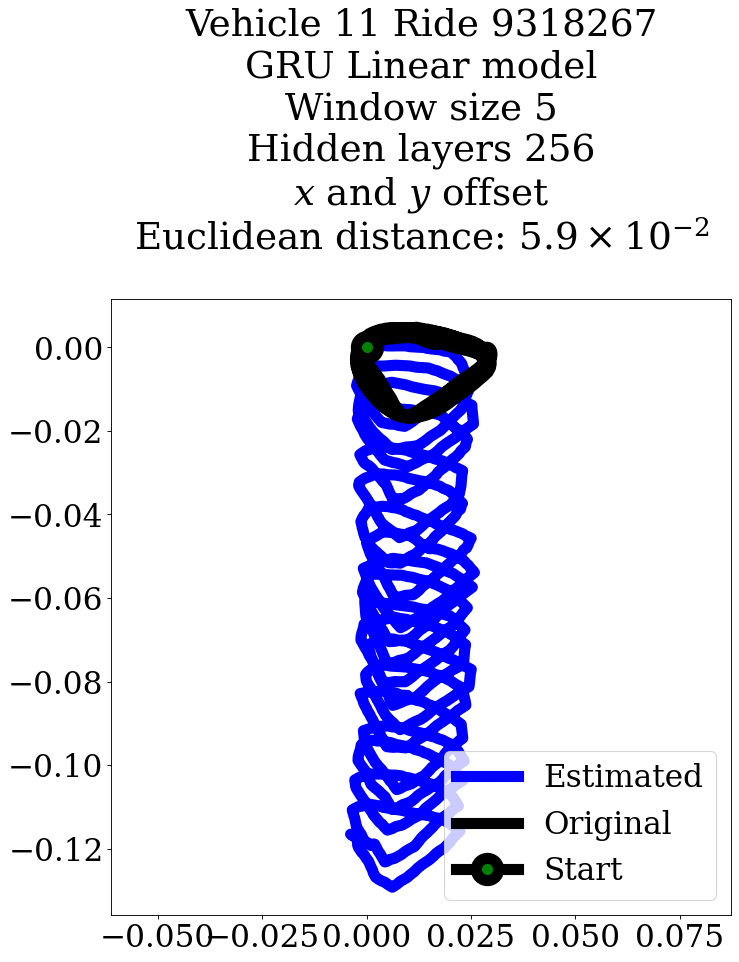 Vehicle 11 Ride 9318267
GRU Linear model
Window size 5
Hidden layers 256
x and y offset
Euclidean distance: 5.9 × 10⁻²
0.00
−0.02
−0.04
−0.06
−0.08
−0.10
−0.12
Estimated
Original
Start
−0.050 −0.025 0.000 0.025 0.050 0.075